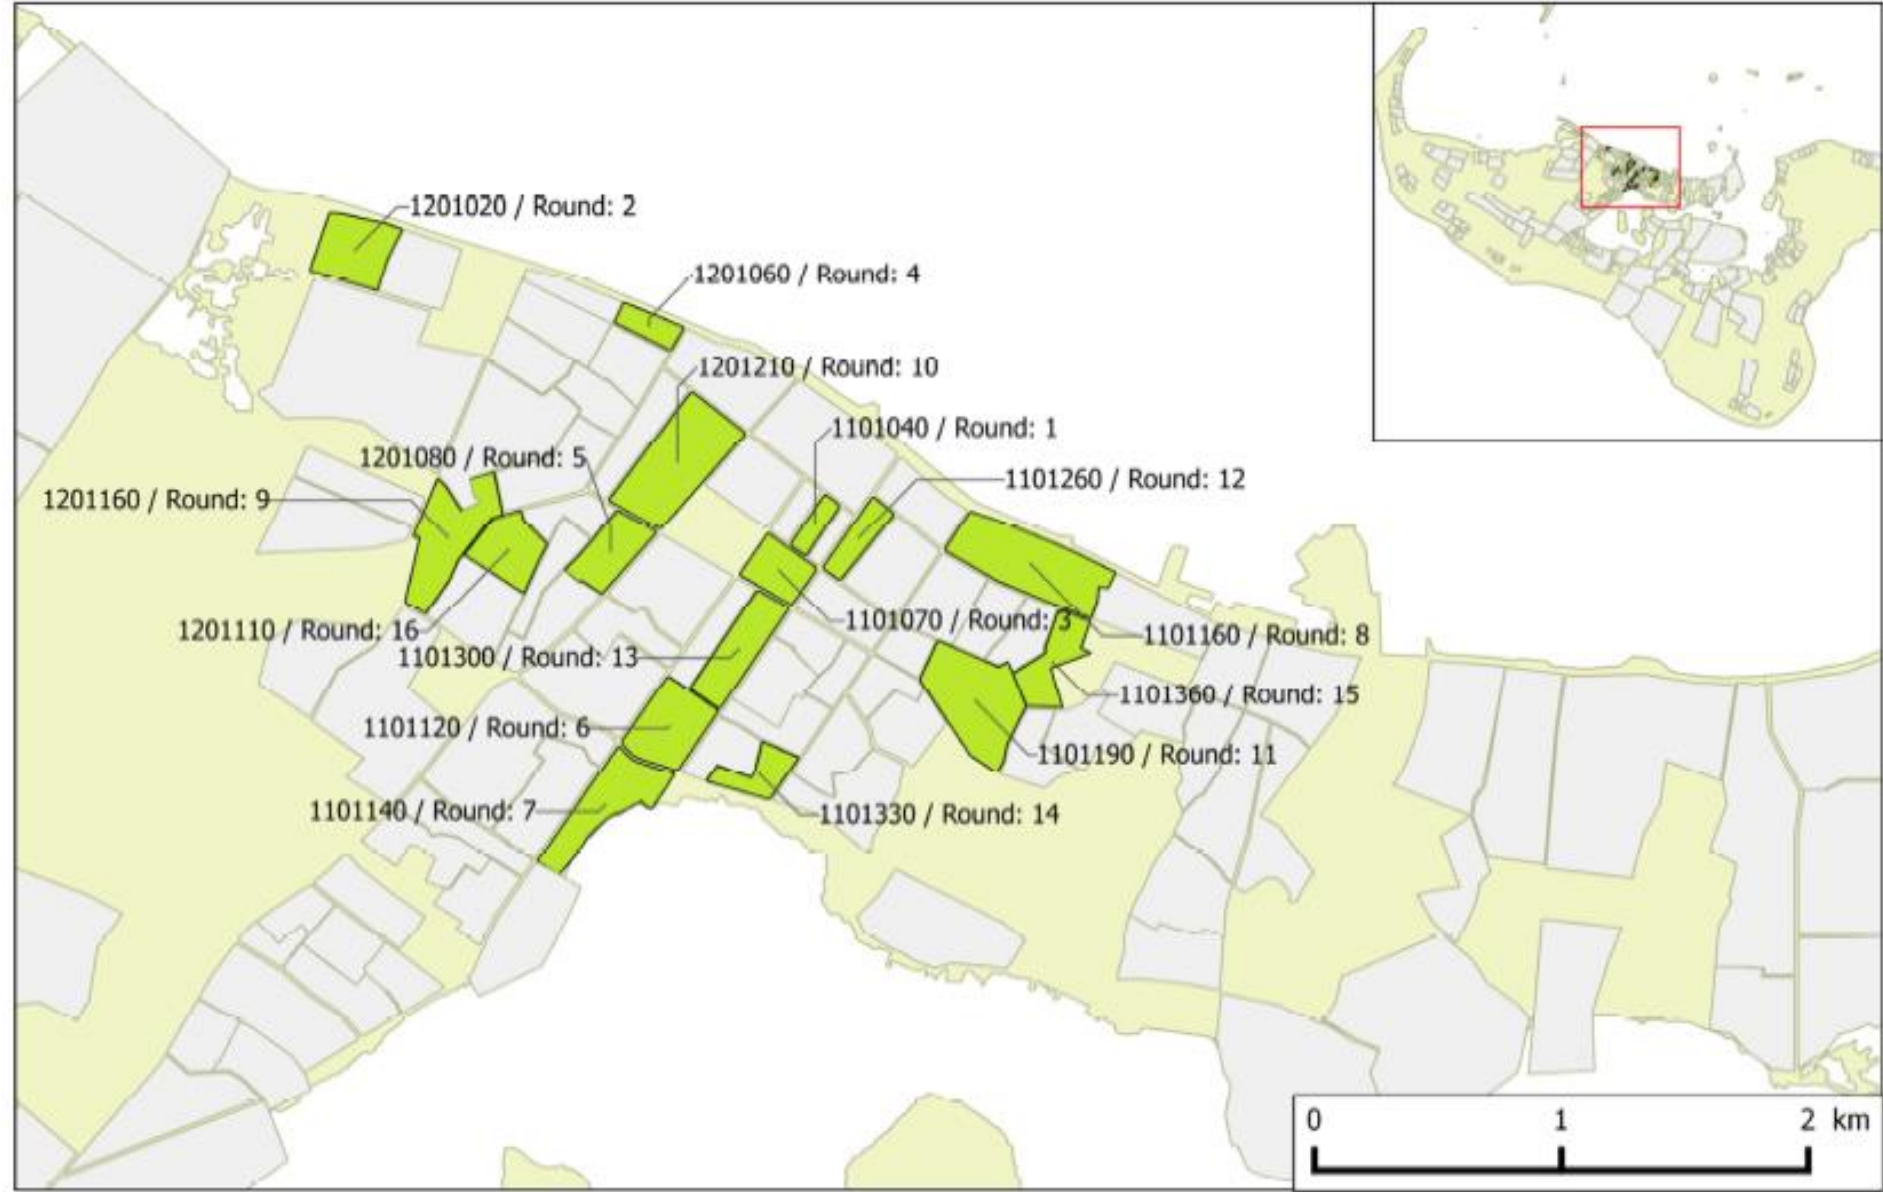 1201020 / Round: 2
1201060 / Round: 4
1201210 / Round: 10
1101040 / Round: 1
1201080 / Round: 5
1101260 / Round: 12
1201160 / Round: 9
1101070 / Round: 3
1201110 / Round: 16
1101160 / Round: 8
1101300 / Round: 13
1101360 / Round: 15
1101120 / Round: 6
1101190 / Round: 11
1101140 / Round: 7
1101330 / Round: 14
0 1 2 km